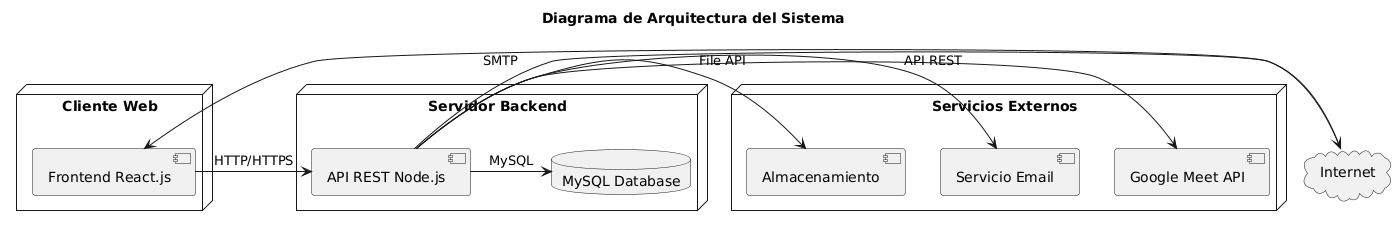 Diagrama de Arquitectura del Sistema
SMTP
File API
API REST
Cliente Web
Servidor Backend
Servicios Externos
HTTP/HTTPS
MySQL
Frontend React.js
API REST Node.js
MySQL Database
Almacenamiento
Servicio Email
Google Meet API
Internet